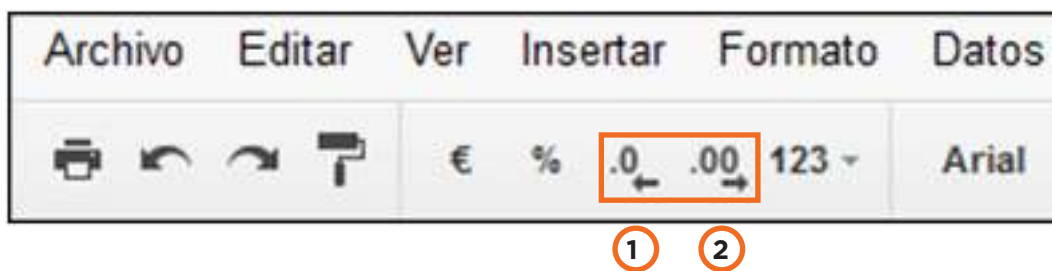 Archivo Editar Ver Insertar Formato Datos
€ % .0 .00 123 Arial
1 2